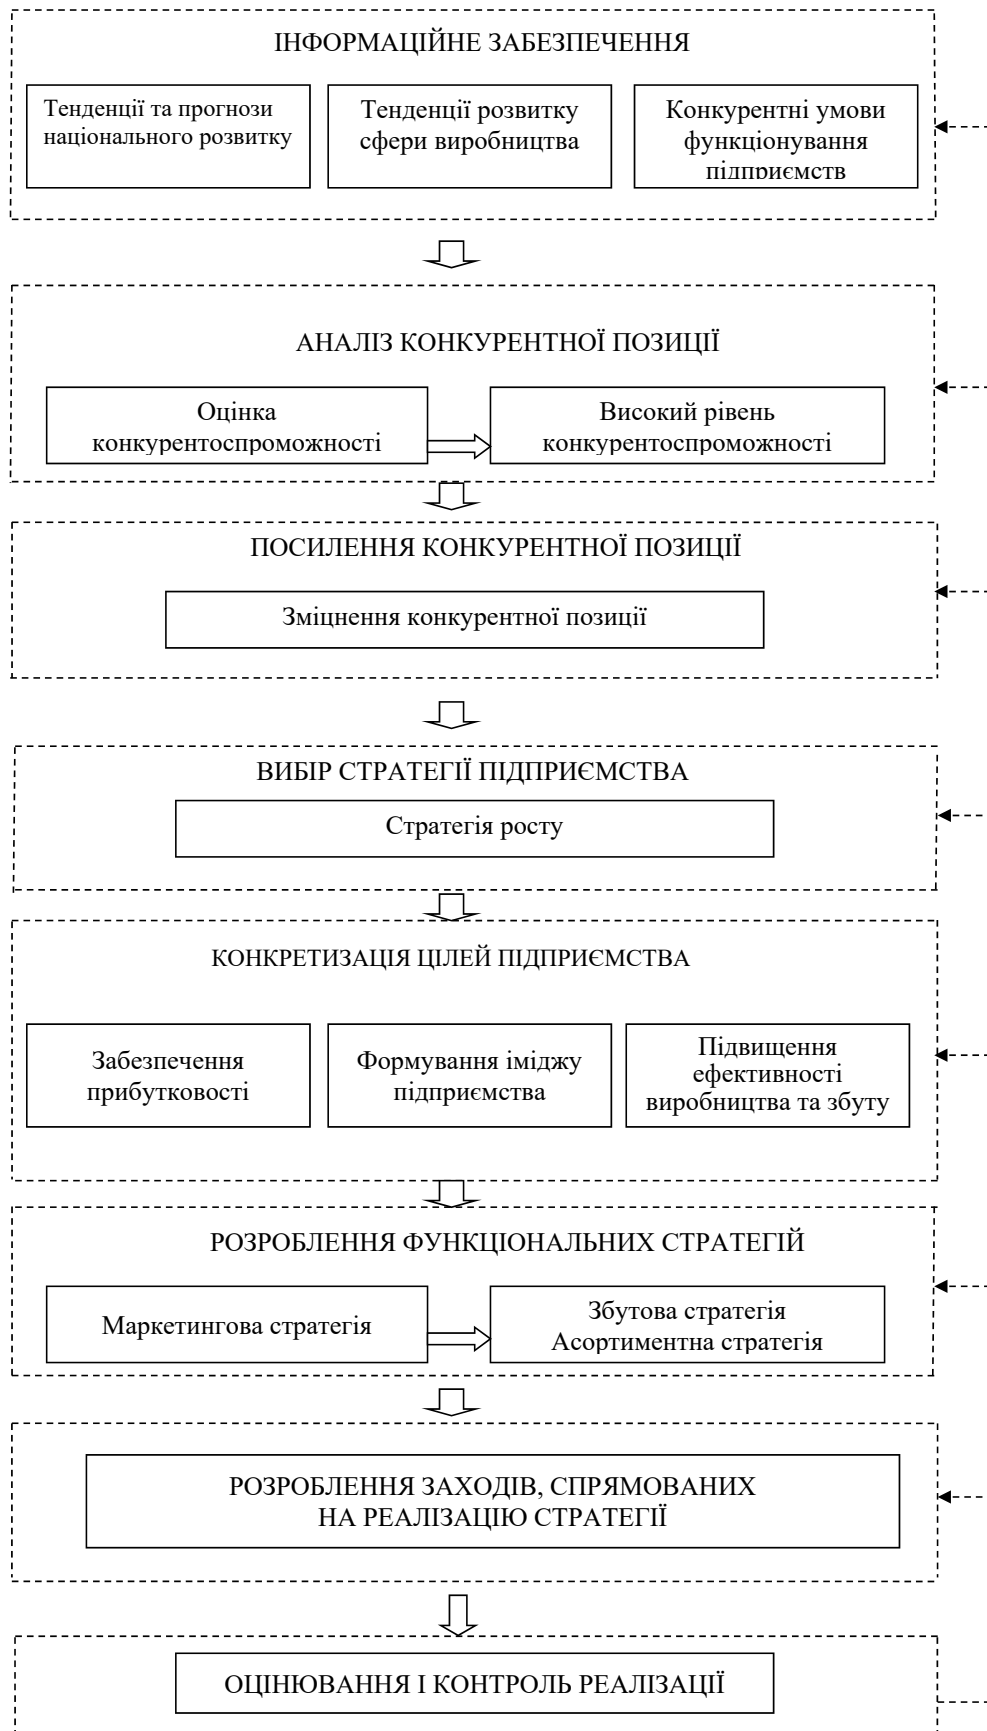 ІНФОРМАЦІЙНЕ ЗАБЕЗПЕЧЕННЯ
Тенденції та прогнози
національного розвитку
Тенденції розвитку
сфери виробництва
Конкурентні умови
функціонування
підприємств
АНАЛІЗ КОНКУРЕНТНОЇ ПОЗИЦІЇ
Оцінка
конкурентоспроможності
Високий рівень
конкурентоспроможності
ПОСИЛЕННЯ КОНКУРЕНТНОЇ ПОЗИЦІЇ
Зміцнення конкурентної позиції
ВИБІР СТРАТЕГІЇ ПІДПРИЄМСТВА
Стратегія росту
КОНКРЕТИЗАЦІЯ ЦІЛЕЙ ПІДПРИЄМСТВА
Забезпечення
прибутковості
Формування іміджу
підприємства
Підвищення
ефективності
виробництва та збуту
РОЗРОБЛЕННЯ ФУНКЦІОНАЛЬНИХ СТРАТЕГІЙ
Маркетингова стратегія
Збутова стратегія
Асортиментна стратегія
РОЗРОБЛЕННЯ ЗАХОДІВ, СПРЯМОВАНИХ
НА РЕАЛІЗАЦІЮ СТРАТЕГІЇ
ОЦІНЮВАННЯ І КОНТРОЛЬ РЕАЛІЗАЦІЇ